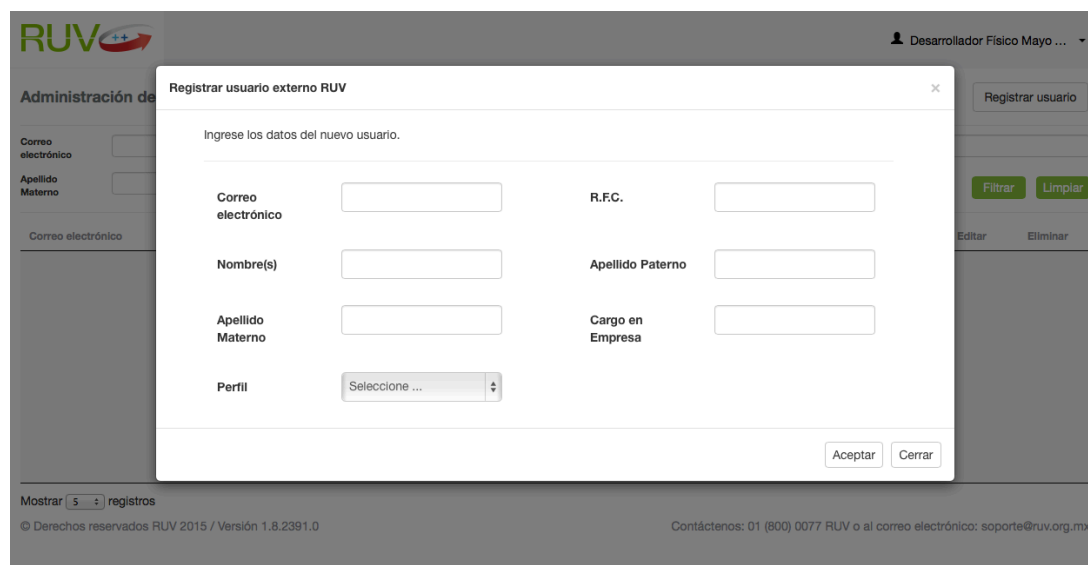 RUV++
Desarrollador Físico Mayo ...
Administración de
Registrar usuario
Correo
electrónico
Apellido
Materno
Filtrar
Limpiar
Correo electrónico
Editar
Eliminar
Registrar usuario externo RUV
×
Ingrese los datos del nuevo usuario.
Correo
electrónico
R.F.C.
Nombre(s)
Apellido Paterno
Apellido
Materno
Cargo en
Empresa
Perfil
Seleccione ...
Aceptar
Cerrar
Mostrar 5 registros
© Derechos reservados RUV 2015 / Versión 1.8.2391.0
Contáctenos: 01 (800) 0077 RUV o al correo electrónico: soporte@ruv.org.mx